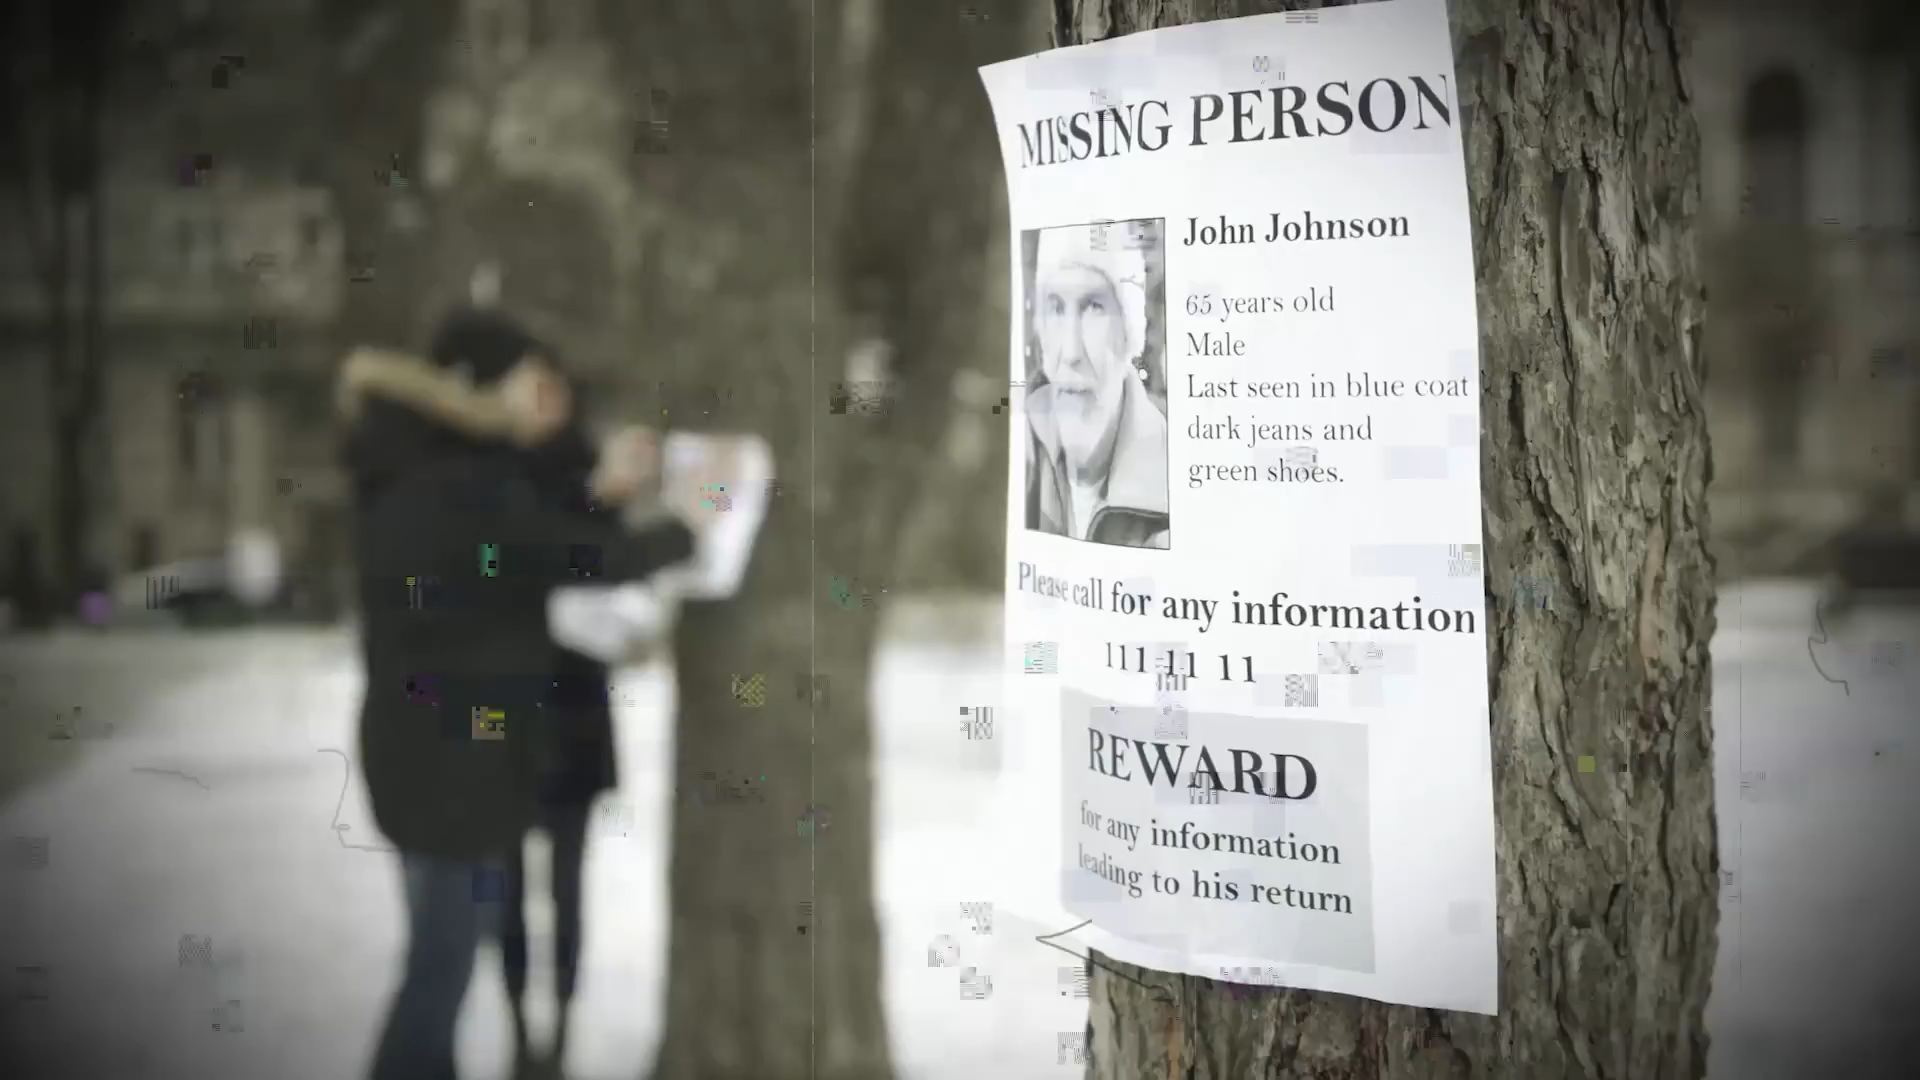 MISSING PERSON
John Johnson
65 years old
Male
Last seen in blue coat
dark jeans and
green shoes.
Please call for any information
111 11 11
REWARD
for any information
leading to his return